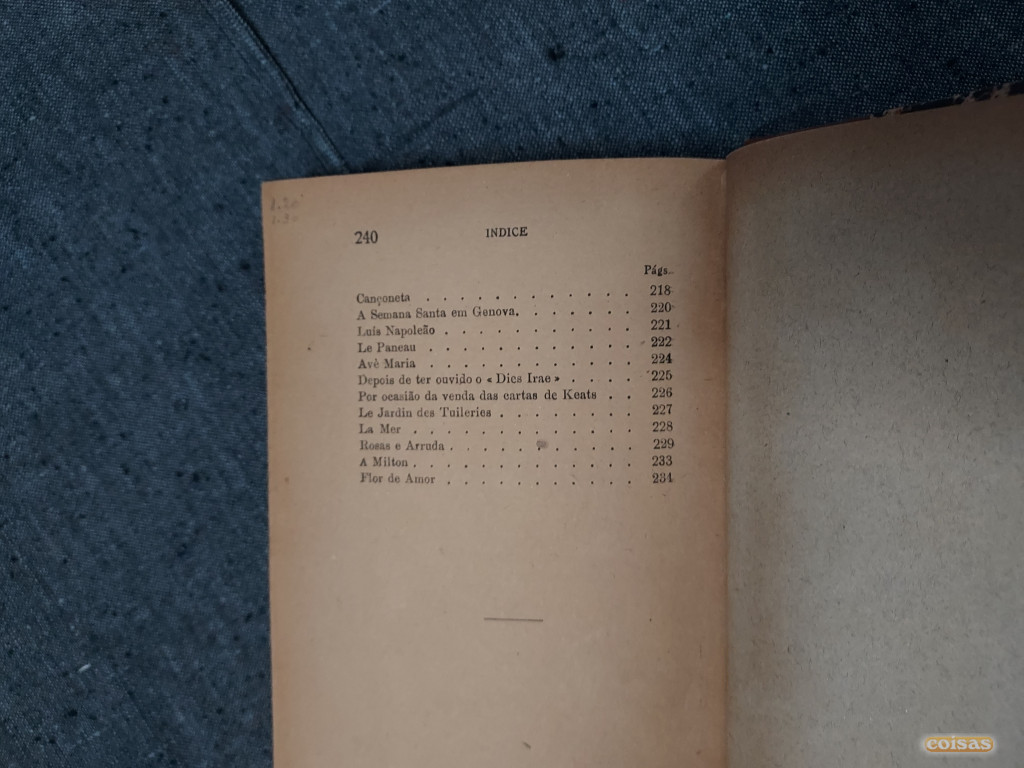 240 INDICE
Págs.
Cançoneta . . . . . . . . . . . . 218
A Semana Santa em Genova. . . . . . . 220
Luis Napoleão . . . . . . . . . . . 221
Le Paneau . . . . . . . . . . . . 222
Avè Maria . . . . . . . . . . . . 224
Depois de ter ouvido o « Dies Irae » . . . . 225
Por ocasião da venda das cartas de Keats . . 226
Le Jardin des Tuileries . . . . . . . . 227
La Mer . . . . . . . . . . . . . 228
Rosas e Arruda . . . . . . . . . . . 229
A Milton . . . . . . . . . . . . . 233
Flor de Amor . . . . . . . . . . . 234
coisas